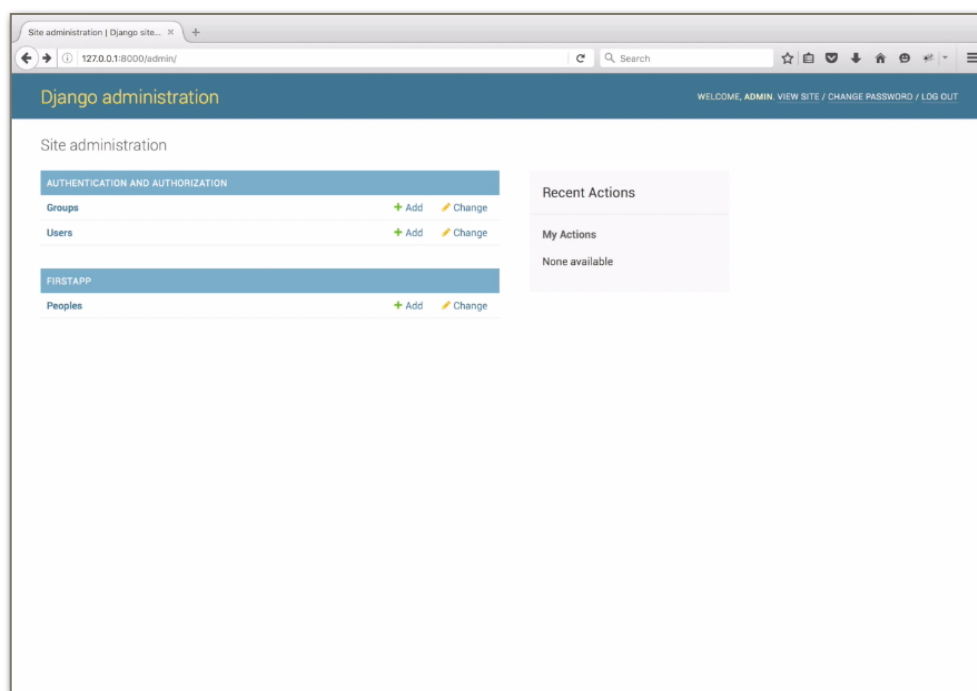 Site administration | Django site...
127.0.0.1:8000/admin/
Search
Django administration
WELCOME, ADMIN. VIEW SITE / CHANGE PASSWORD / LOG OUT
Site administration
AUTHENTICATION AND AUTHORIZATION
Groups Add Change
Users Add Change
FIRSTAPP
Peoples Add Change
Recent Actions
My Actions
None available